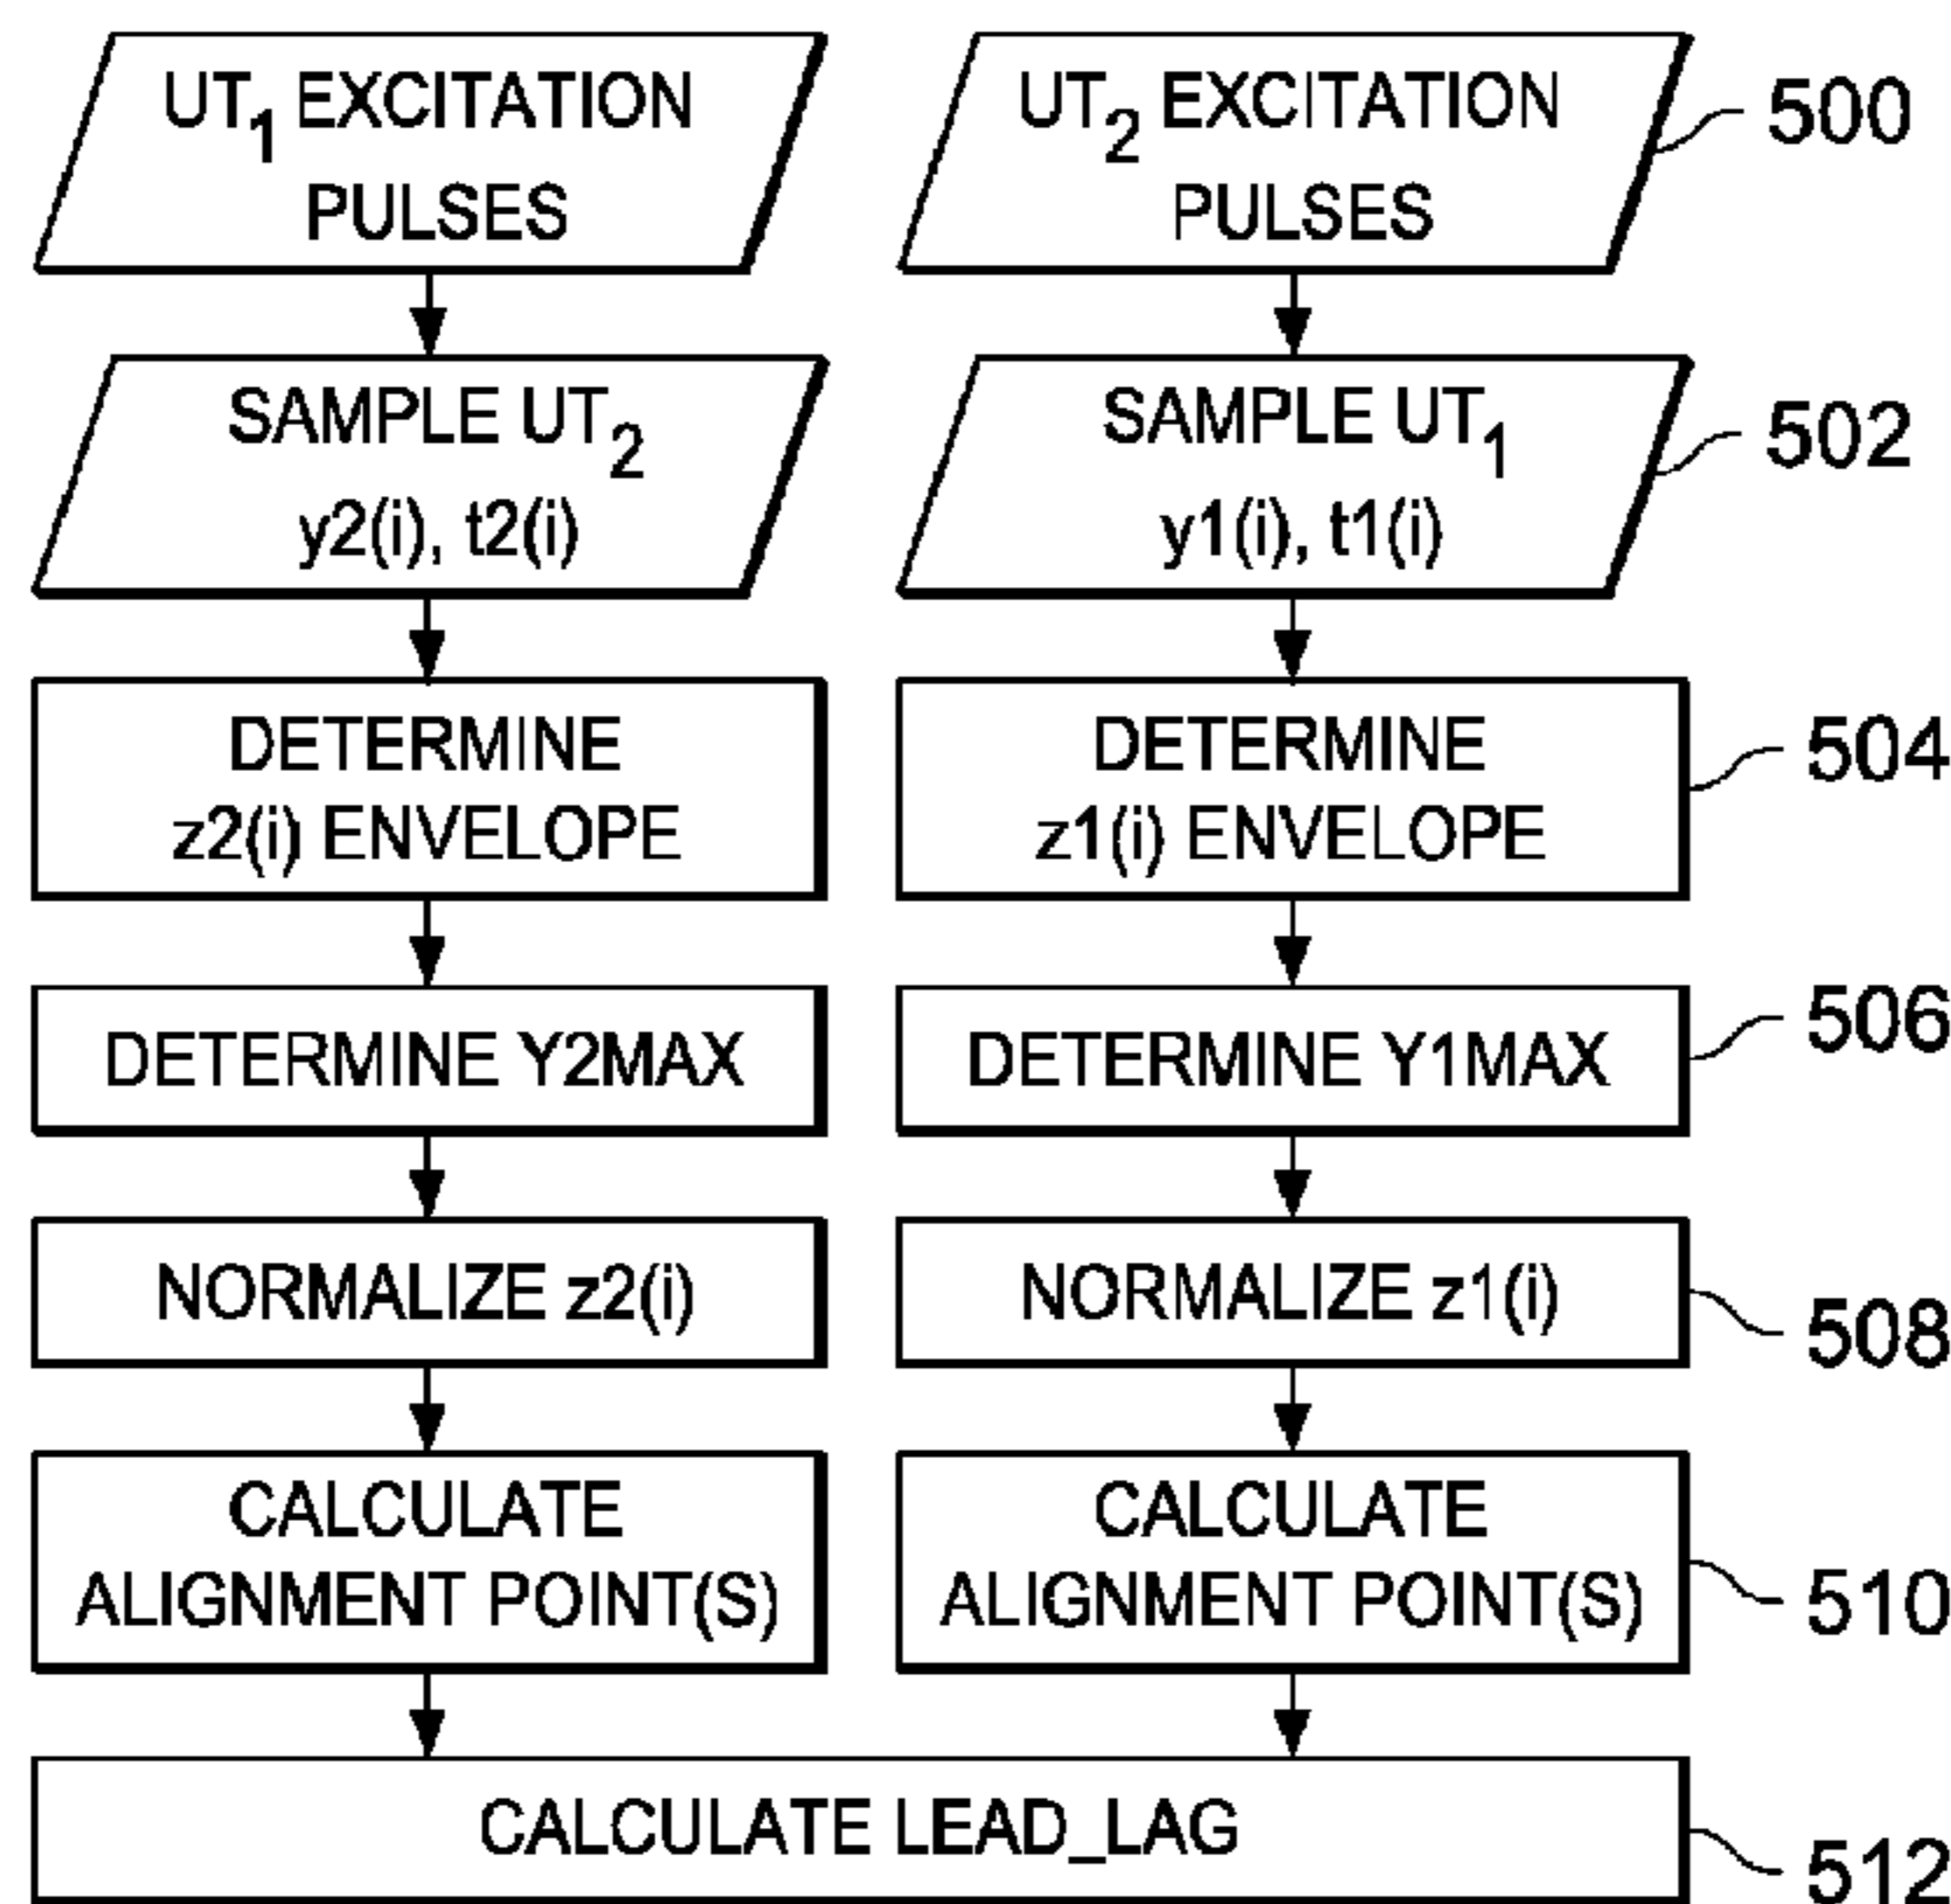 UT1 EXCITATION
PULSES
UT2 EXCITATION
PULSES
500
SAMPLE UT2
y2(i), t2(i)
SAMPLE UT1
y1(i), t1(i)
502
DETERMINE
z2(i) ENVELOPE
DETERMINE
z1(i) ENVELOPE
504
DETERMINE Y2MAX
DETERMINE Y1MAX
506
NORMALIZE z2(i)
NORMALIZE z1(i)
508
CALCULATE
ALIGNMENT POINT(S)
CALCULATE
ALIGNMENT POINT(S)
510
CALCULATE LEAD_LAG
512